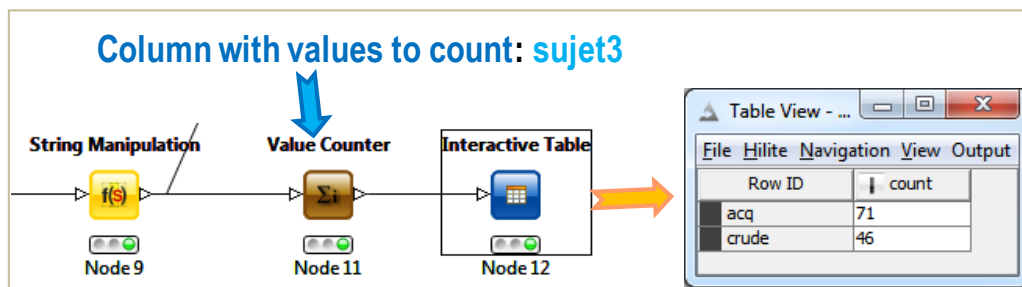 Column with values to count: sujet3
String Manipulation
Value Counter
Interactive Table
f(s)
Σi
Node 9
Node 11
Node 12
Table View - ...
File Hilite Navigation View Output
Row ID count
acq 71
crude 46